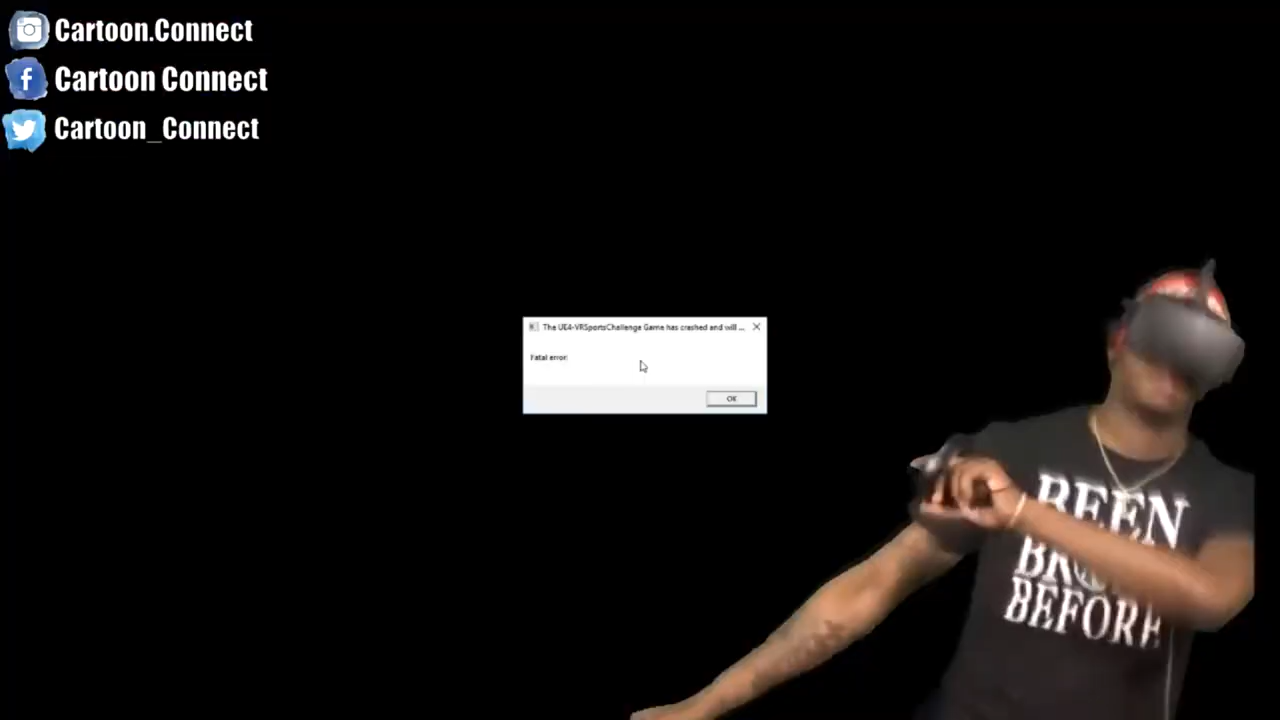 Cartoon.Connect
Cartoon Connect
Cartoon_Connect
The UE4-VRSportsChallenge Game has crashed and will ...
Fatal error:
OK
BEEN
BEFORE